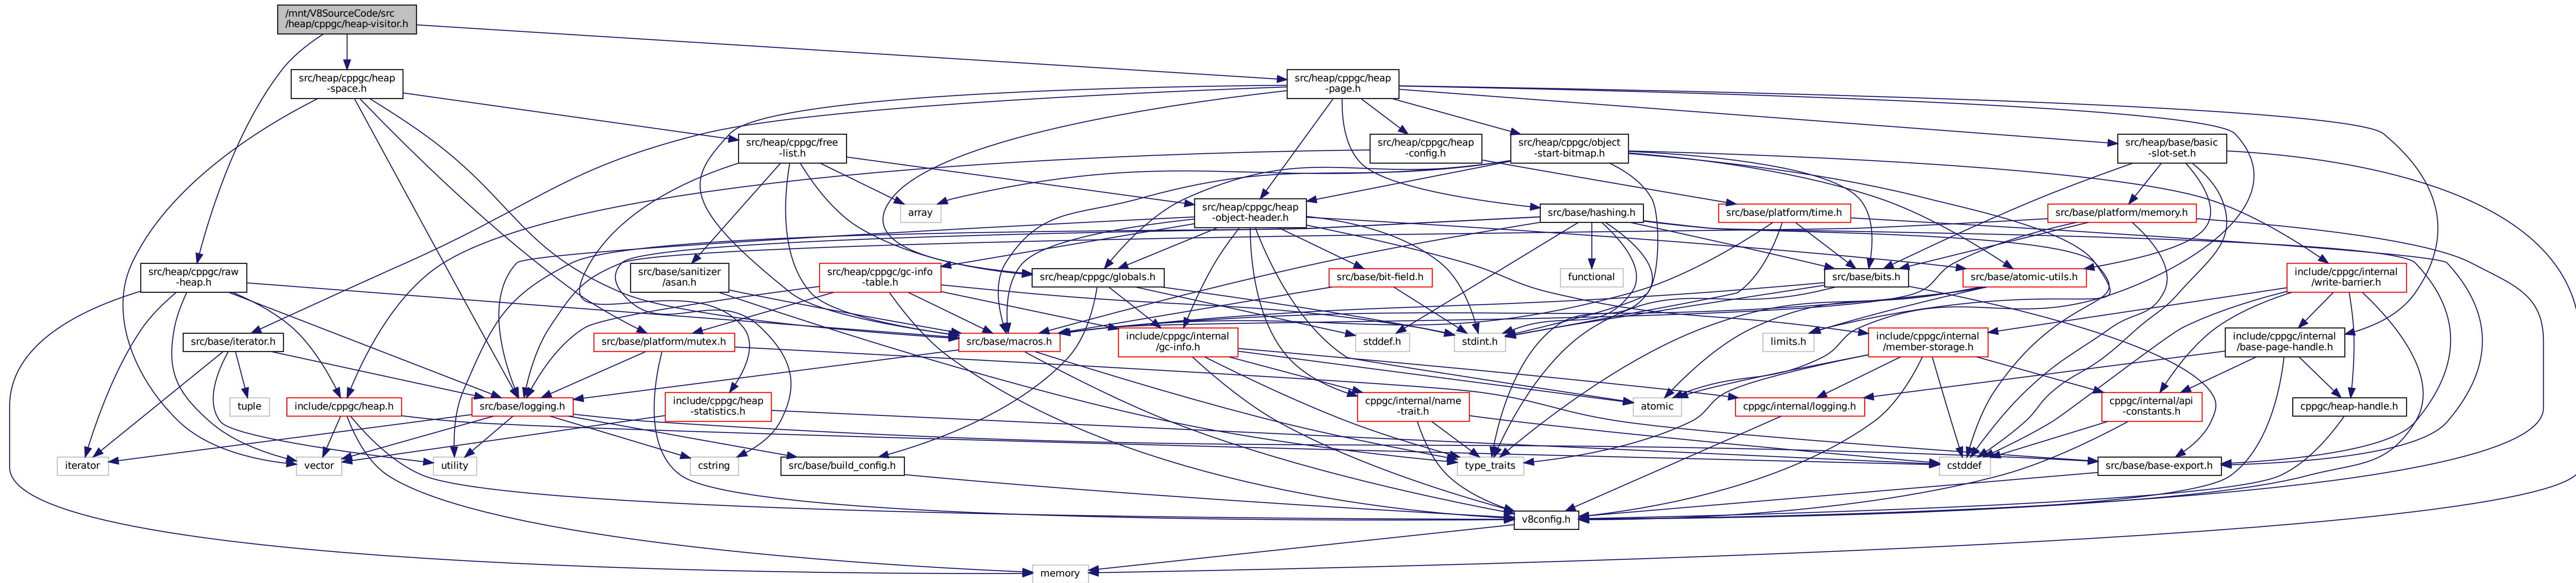 /mnt/V8SourceCode/src
/heap/cppgc/heap-visitor.h
src/heap/cppgc/heap
-space.h
src/heap/cppgc/heap
-page.h
src/heap/cppgc/free
-list.h
src/heap/cppgc/heap
-config.h
src/heap/cppgc/object
-start-bitmap.h
src/heap/base/basic
-slot-set.h
array
src/heap/cppgc/heap
-object-header.h
src/base/hashing.h
src/base/platform/time.h
src/base/platform/memory.h
src/heap/cppgc/raw
-heap.h
src/base/sanitizer
/asan.h
src/heap/cppgc/gc-info
-table.h
src/heap/cppgc/globals.h
src/base/bit-field.h
functional
src/base/bits.h
src/base/atomic-utils.h
include/cppgc/internal
/write-barrier.h
src/base/iterator.h
src/base/platform/mutex.h
src/base/macros.h
include/cppgc/internal
/gc-info.h
stddef.h
stdint.h
limits.h
include/cppgc/internal
/member-storage.h
include/cppgc/internal
/base-page-handle.h
tuple
include/cppgc/heap.h
src/base/logging.h
include/cppgc/heap
-statistics.h
cppgc/internal/name
-trait.h
atomic
cppgc/internal/logging.h
cppgc/internal/api
-constants.h
cppgc/heap-handle.h
iterator
vector
utility
cstring
src/base/build_config.h
type_traits
cstddef
src/base/base-export.h
v8config.h
memory